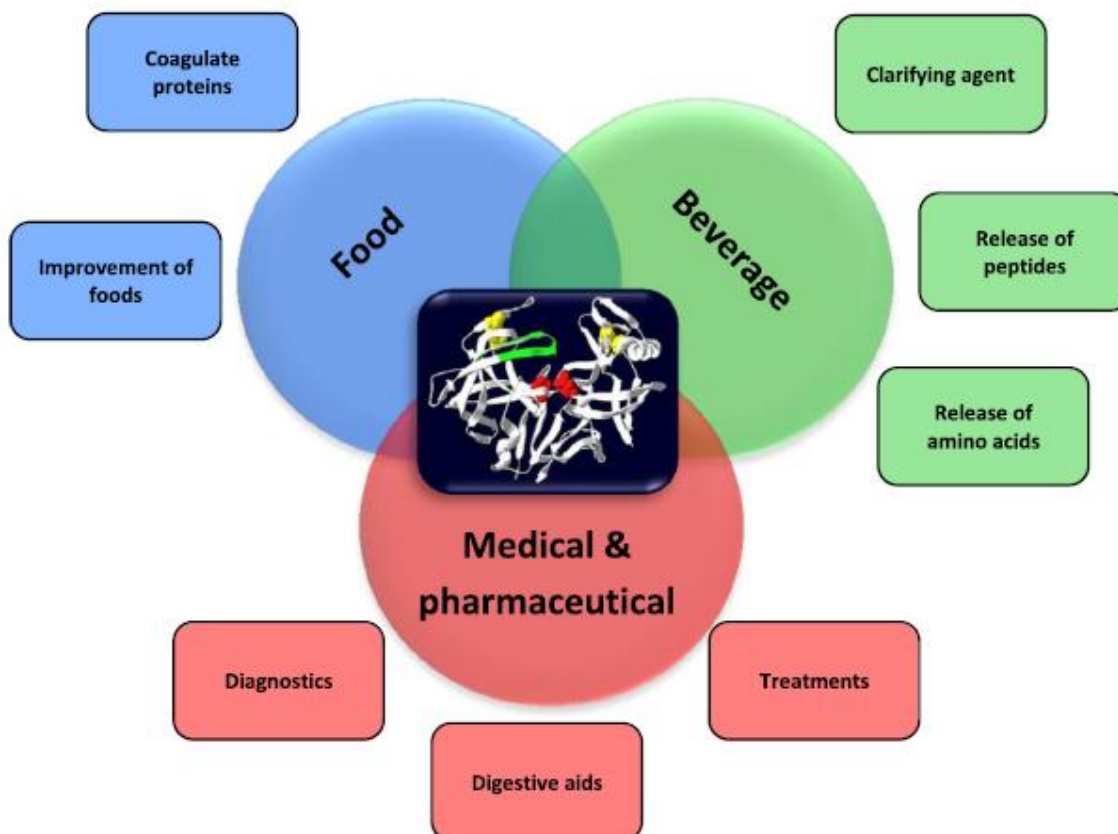 Coagulate
proteins
Improvement of
foods
Food
Beverage
Clarifying agent
Release of
peptides
Release of
amino acids
Medical &
pharmaceutical
Diagnostics
Digestive aids
Treatments